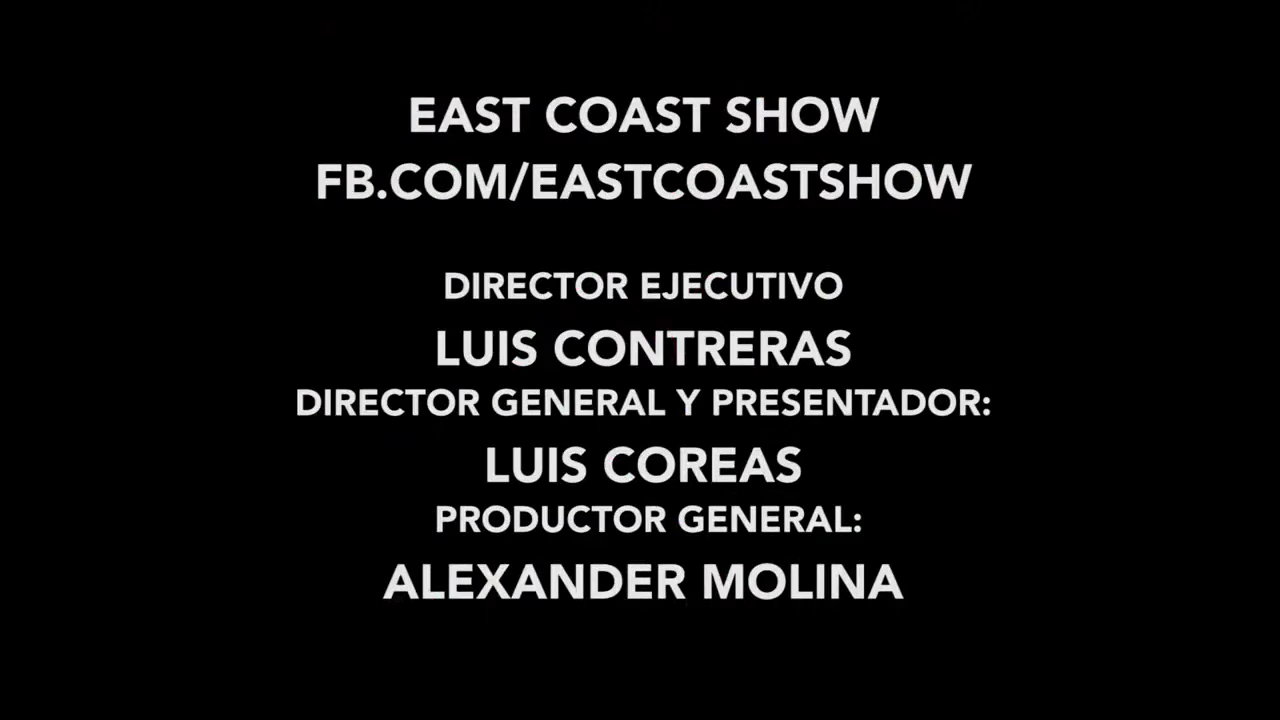 EAST COAST SHOW
FB.COM/EASTCOASTSHOW
DIRECTOR EJECUTIVO
LUIS CONTRERAS
DIRECTOR GENERAL Y PRESENTADOR:
LUIS COREAS
PRODUCTOR GENERAL:
ALEXANDER MOLINA